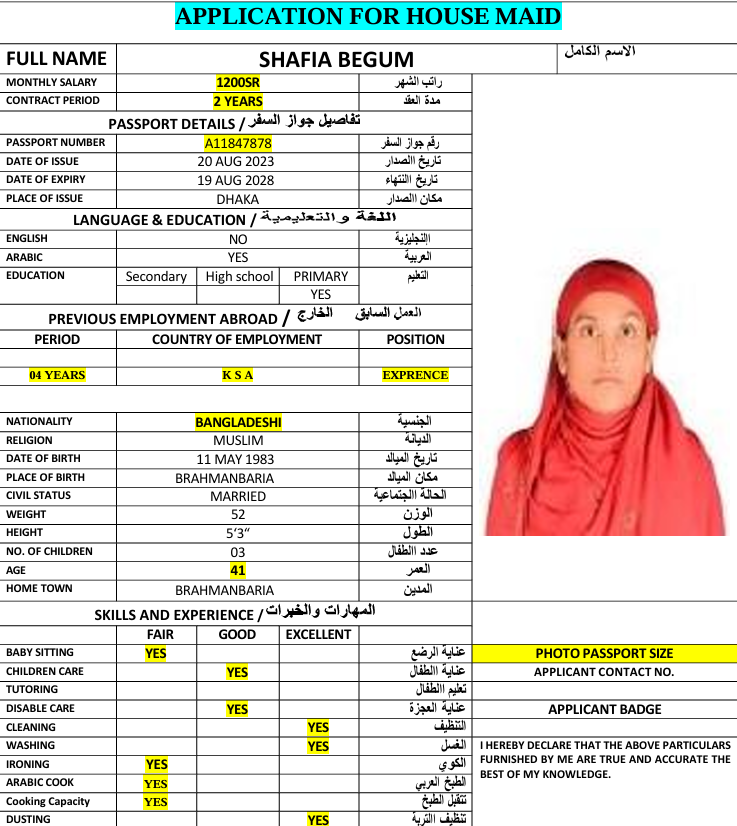 APPLICATION FOR HOUSE MAID
FULL NAME SHAFIA BEGUM الاسم الكامل
MONTHLY SALARY 1200SR راتب الشهر
CONTRACT PERIOD 2 YEARS مدة العقد
PASSPORT DETAILS / تفاصيل جواز السفر
PASSPORT NUMBER A11847878 رقم جواز السفر
DATE OF ISSUE 20 AUG 2023 تاريخ االصدار
DATE OF EXPIRY 19 AUG 2028 تاريخ االنتهاء
PLACE OF ISSUE DHAKA مكان االصدار
LANGUAGE & EDUCATION / اللغة والتعليمية
ENGLISH NO االنجليزية
ARABIC YES العربية
EDUCATION Secondary High school PRIMARY التعليم
YES
PREVIOUS EMPLOYMENT ABROAD / العمل السابق الخارج
PERIOD COUNTRY OF EMPLOYMENT POSITION
04 YEARS K S A EXPRENCE
NATIONALITY BANGLADESHI الجنسية
RELIGION MUSLIM الديانة
DATE OF BIRTH 11 MAY 1983 تاريخ الميالد
PLACE OF BIRTH BRAHMANBARIA مكان الميالد
CIVIL STATUS MARRIED الحالة االجتماعية
WEIGHT 52 الوزن
HEIGHT 5‘3“ الطول
NO. OF CHILDREN 03 عدد االطفال
AGE 41 العمر
HOME TOWN BRAHMANBARIA المدين
SKILLS AND EXPERIENCE / المهارات والخبرات
FAIR GOOD EXCELLENT
BABY SITTING YES عناية الرضع PHOTO PASSPORT SIZE
CHILDREN CARE YES عناية االطفال APPLICANT CONTACT NO.
TUTORING تعليم االطفال
DISABLE CARE YES عناية العجزة APPLICANT BADGE
CLEANING YES التنظيف
WASHING YES الغسل
IRONING YES الكوي
ARABIC COOK YES الطبخ العربي
Cooking Capacity YES تتقبل الطبخ
DUSTING YES تنظيف االتربة
I HEREBY DECLARE THAT THE ABOVE PARTICULARS
FURNISHED BY ME ARE TRUE AND ACCURATE THE
BEST OF MY KNOWLEDGE.